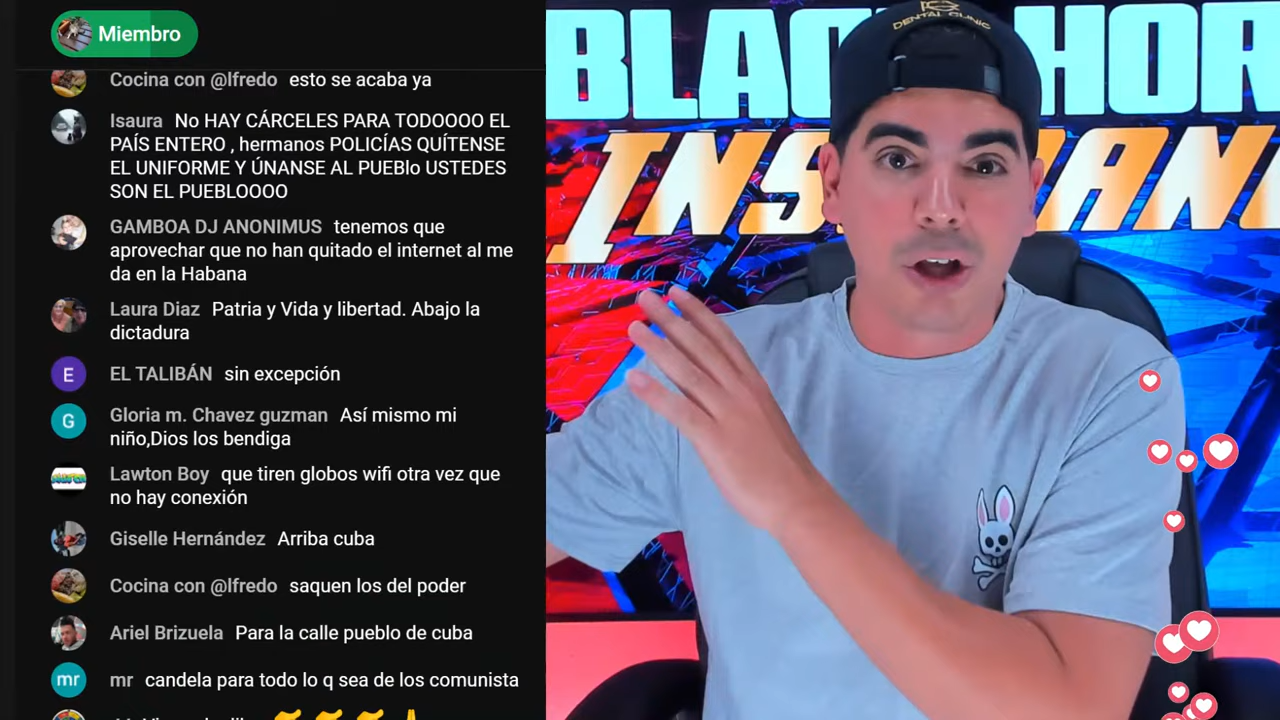 Miembro
Cocina con @lfredo esto se acaba ya
Isaura No HAY CÁRCELES PARA TODOOOO EL
PAÍS ENTERO , hermanos POLICÍAS QUÍTENSE
EL UNIFORME Y ÚNANSE AL PUEBlo USTEDES
SON EL PUEBLOOOO
GAMBOA DJ ANONIMUS tenemos que
aprovechar que no han quitado el internet al me
da en la Habana
Laura Diaz Patria y Vida y libertad. Abajo la
dictadura
E
EL TALIBÁN sin excepción
G
Gloria m. Chavez guzman Así mismo mi
niño,Dios los bendiga
Lawton Boy que tiren globos wifi otra vez que
no hay conexión
Giselle Hernández Arriba cuba
Cocina con @lfredo saquen los del poder
Ariel Brizuela Para la calle pueblo de cuba
mr
mr candela para todo lo q sea de los comunista
DENTAL CLINIC